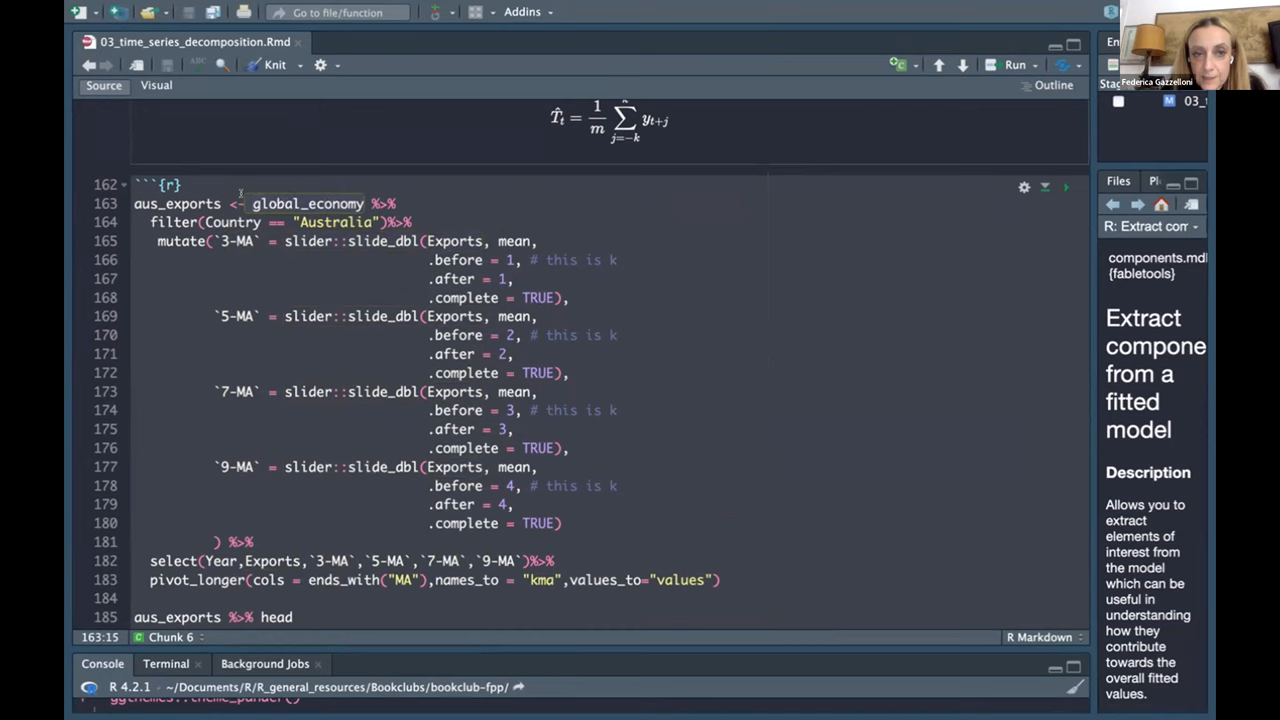 Go to file/function
Addins
03_time_series_decomposition.Rmd
Knit
Run
Source
Visual
Outline
Federica Gazzelloni
En
Stag
03_
T̂t = 1/m ∑ j=-k yt+j
162 ```{r}
163 aus_exports <- global_economy %>%
164 filter(Country == "Australia")%>%
165 mutate(`3-MA` = slider::slide_dbl(Exports, mean,
166 .before = 1, # this is k
167 .after = 1,
168 .complete = TRUE),
169 `5-MA` = slider::slide_dbl(Exports, mean,
170 .before = 2, # this is k
171 .after = 2,
172 .complete = TRUE),
173 `7-MA` = slider::slide_dbl(Exports, mean,
174 .before = 3, # this is k
175 .after = 3,
176 .complete = TRUE),
177 `9-MA` = slider::slide_dbl(Exports, mean,
178 .before = 4, # this is k
179 .after = 4,
180 .complete = TRUE)
181 ) %>%
182 select(Year,Exports,`3-MA`,`5-MA`,`7-MA`,`9-MA`)%>%
183 pivot_longer(cols = ends_with("MA"),names_to = "kma",values_to="values")
184
185 aus_exports %>% head
163:15
Chunk 6
R Markdown
Console
Terminal
Background Jobs
R 4.2.1 · ~/Documents/R/R_general_resources/Bookclubs/bookclub-fpp/
Files
Pl
R: Extract com
components.mdl
{fabletools}
Extract
compone
from a
fitted
model
Description
Allows you to
extract
elements of
interest from
the model
which can be
useful in
understanding
how they
contribute
towards the
overall fitted
values.